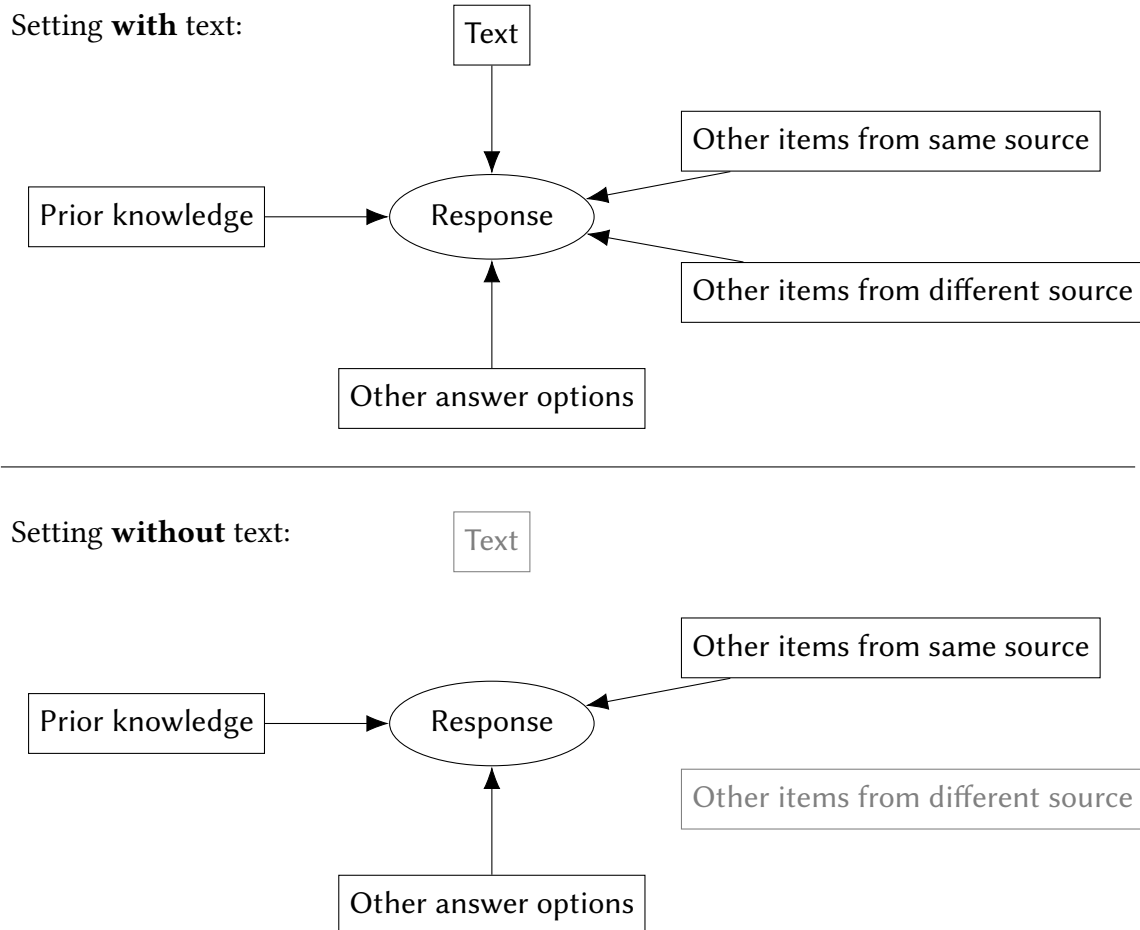 Setting with text:
Text
Other items from same source
Prior knowledge
Response
Other items from different source
Other answer options
Setting without text:
Text
Other items from same source
Prior knowledge
Response
Other items from different source
Other answer options